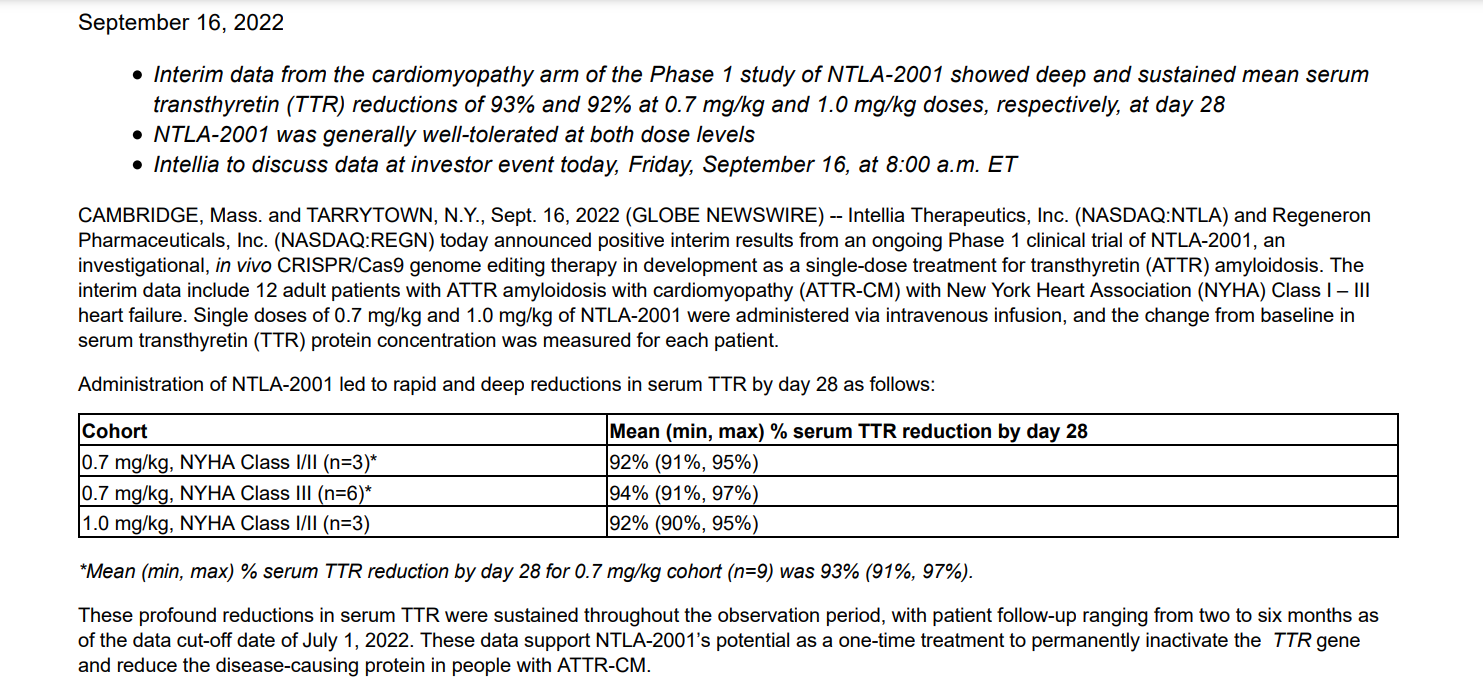 September 16, 2022
• Interim data from the cardiomyopathy arm of the Phase 1 study of NTLA-2001 showed deep and sustained mean serum
transthyretin (TTR) reductions of 93% and 92% at 0.7 mg/kg and 1.0 mg/kg doses, respectively, at day 28
• NTLA-2001 was generally well-tolerated at both dose levels
• Intellia to discuss data at investor event today, Friday, September 16, at 8:00 a.m. ET
CAMBRIDGE, Mass. and TARRYTOWN, N.Y., Sept. 16, 2022 (GLOBE NEWSWIRE) -- Intellia Therapeutics, Inc. (NASDAQ:NTLA) and Regeneron
Pharmaceuticals, Inc. (NASDAQ:REGN) today announced positive interim results from an ongoing Phase 1 clinical trial of NTLA-2001, an
investigational, in vivo CRISPR/Cas9 genome editing therapy in development as a single-dose treatment for transthyretin (ATTR) amyloidosis. The
interim data include 12 adult patients with ATTR amyloidosis with cardiomyopathy (ATTR-CM) with New York Heart Association (NYHA) Class I – III
heart failure. Single doses of 0.7 mg/kg and 1.0 mg/kg of NTLA-2001 were administered via intravenous infusion, and the change from baseline in
serum transthyretin (TTR) protein concentration was measured for each patient.
Administration of NTLA-2001 led to rapid and deep reductions in serum TTR by day 28 as follows:
Cohort Mean (min, max) % serum TTR reduction by day 28
0.7 mg/kg, NYHA Class I/II (n=3)* 92% (91%, 95%)
0.7 mg/kg, NYHA Class III (n=6)* 94% (91%, 97%)
1.0 mg/kg, NYHA Class I/II (n=3) 92% (90%, 95%)
*Mean (min, max) % serum TTR reduction by day 28 for 0.7 mg/kg cohort (n=9) was 93% (91%, 97%).
These profound reductions in serum TTR were sustained throughout the observation period, with patient follow-up ranging from two to six months as
of the data cut-off date of July 1, 2022. These data support NTLA-2001's potential as a one-time treatment to permanently inactivate the TTR gene
and reduce the disease-causing protein in people with ATTR-CM.